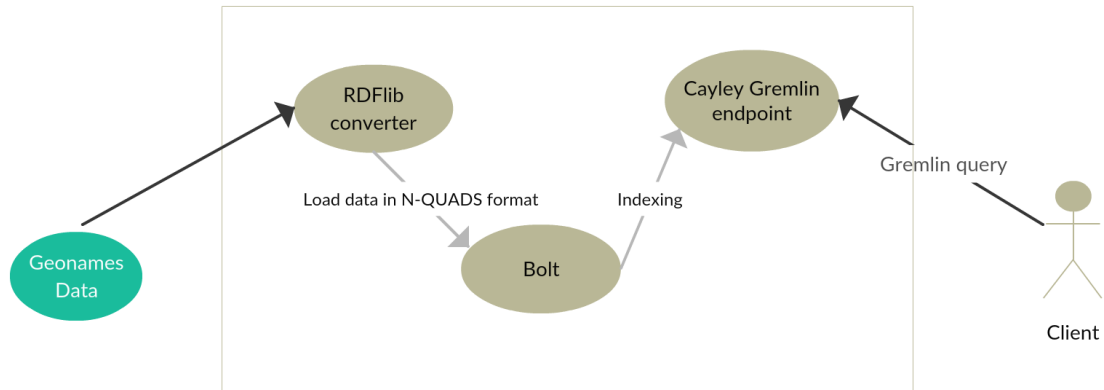 RDFlib
converter
Cayley Gremlin
endpoint
Gremlin query
Load data in N-QUADS format
Indexing
Geonames
Data
Bolt
Client